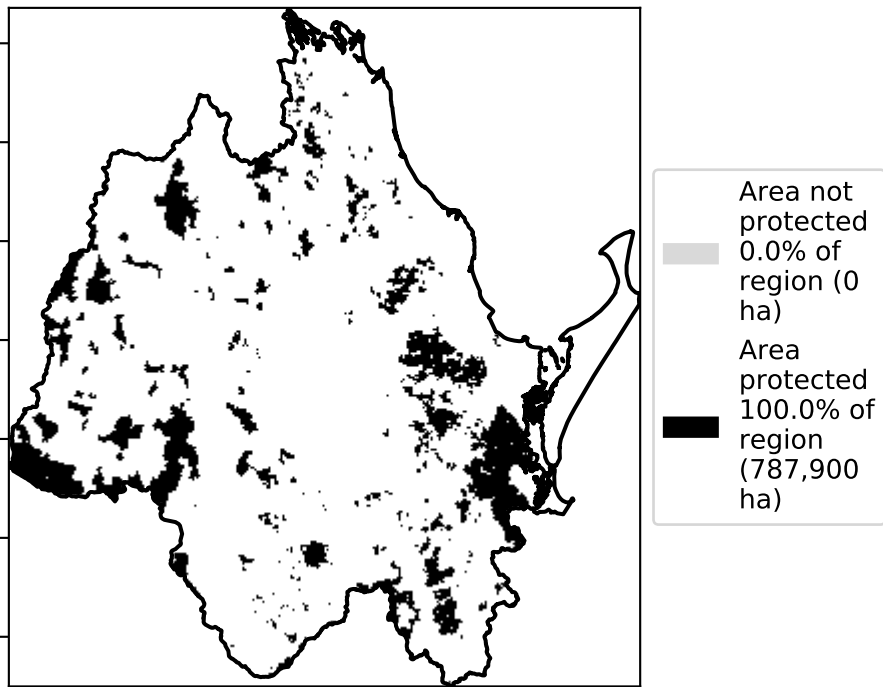 Area not
protected
0.0% of
region (0
ha)
Area
protected
100.0% of
region
(787,900
ha)